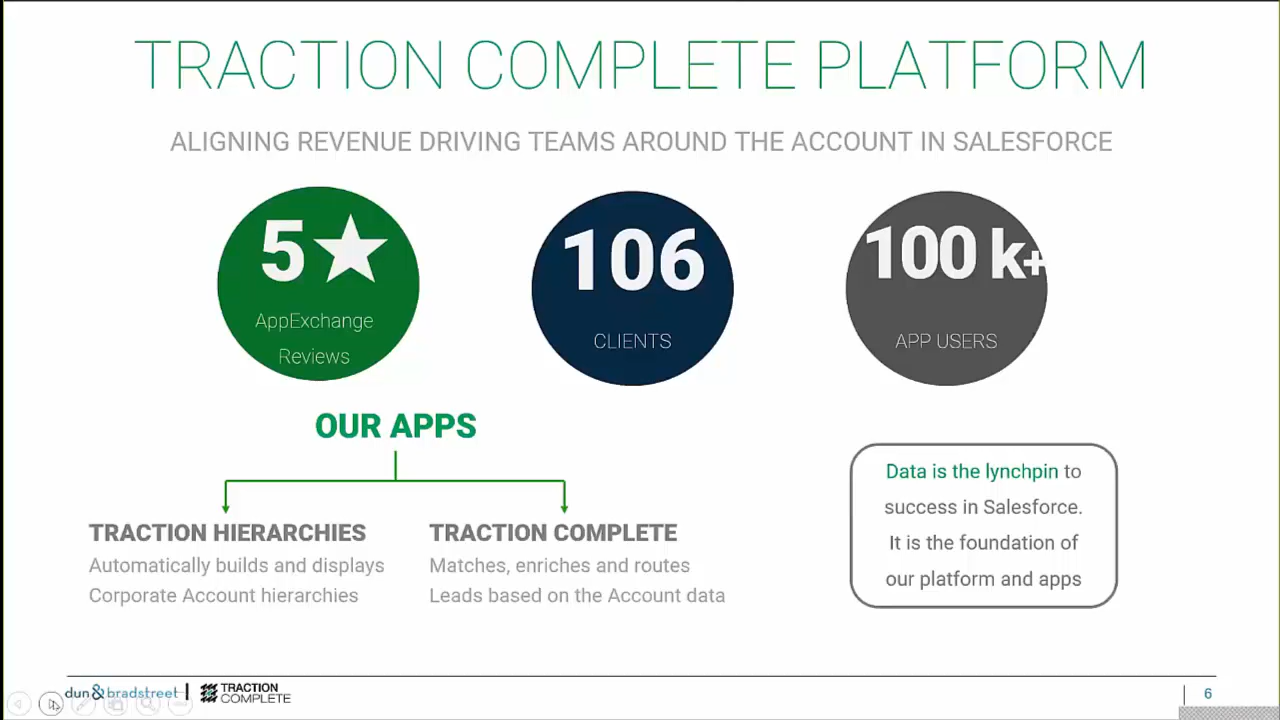 TRACTION COMPLETE PLATFORM
ALIGNING REVENUE DRIVING TEAMS AROUND THE ACCOUNT IN SALESFORCE
5★
AppExchange
Reviews
106
CLIENTS
100 k+
APP USERS
OUR APPS
TRACTION HIERARCHIES
Automatically builds and displays
Corporate Account hierarchies
TRACTION COMPLETE
Matches, enriches and routes
Leads based on the Account data
Data is the lynchpin to
success in Salesforce.
It is the foundation of
our platform and apps
dun & bradstreet
TRACTION
COMPLETE
6